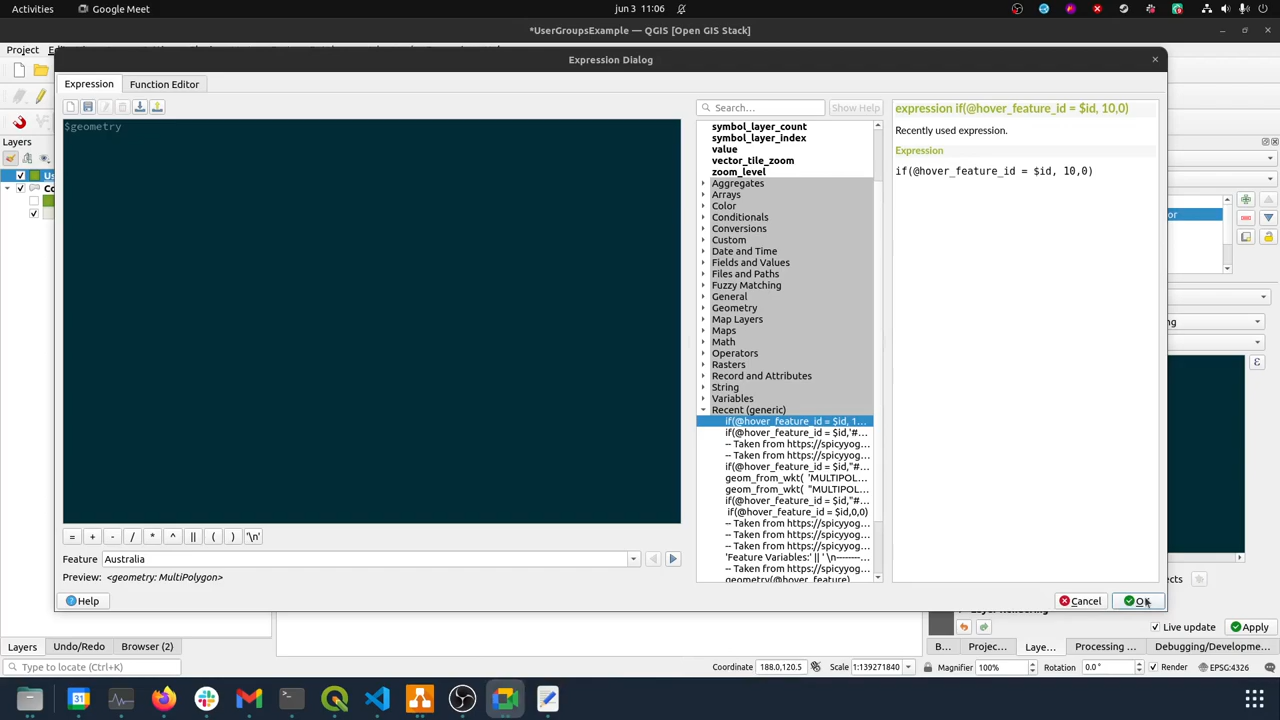 Activities
Google Meet
jun 3 11:06
*UserGroupsExample — QGIS [Open GIS Stack]
Project
Expression Dialog
Expression
Function Editor
Search...
Show Help
$geometry
Layers
symbol_layer_count
symbol_layer_index
value
vector_tile_zoom
zoom_level
Aggregates
Arrays
Color
Conditionals
Conversions
Custom
Date and Time
Fields and Values
Files and Paths
Fuzzy Matching
General
Geometry
Map Layers
Maps
Math
Operators
Rasters
Record and Attributes
String
Variables
Recent (generic)
if(@hover_feature_id = $id, 1...
if(@hover_feature_id = $id,'#...
-- Taken from https://spicyyog...
-- Taken from https://spicyyog...
if(@hover_feature_id = $id,"#...
geom_from_wkt( 'MULTIPOL...
geom_from_wkt( "MULTIPOL...
if(@hover_feature_id = $id,"#...
if(@hover_feature_id = $id,0,0)
-- Taken from https://spicyyog...
-- Taken from https://spicyyog...
-- Taken from https://spicyyog...
'Feature Variables:' || ' \n--------...
-- Taken from https://spicyyog...
geometry(@hover_feature)
expression if(@hover_feature_id = $id, 10,0)
Recently used expression.
Expression
if(@hover_feature_id = $id, 10,0)
= + - / * ^ || ( ) '\n'
Feature Australia
Preview: <geometry: MultiPolygon>
Help
Cancel
OK
Live update
Apply
Layers
Undo/Redo
Browser (2)
B...
Projec...
Laye...
Processing ...
Debugging/Developme...
Type to locate (Ctrl+K)
Coordinate 188.0,120.5
Scale 1:139271840
Magnifier 100%
Rotation 0.0 °
Render
EPSG:4326